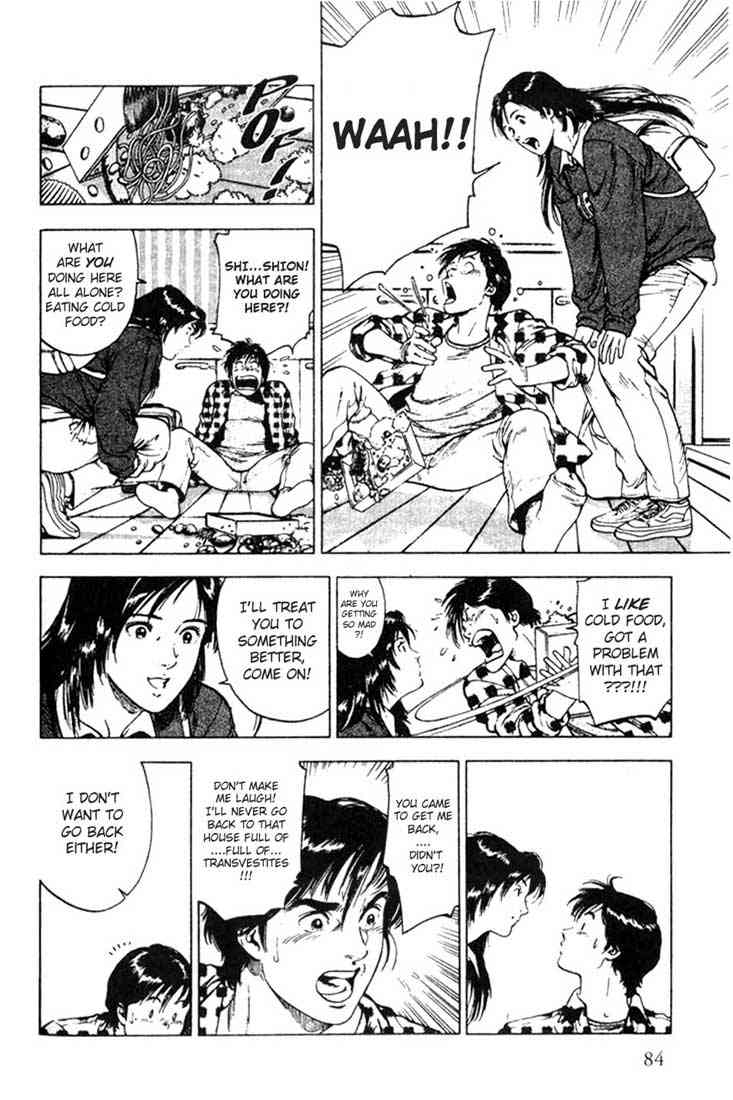 WAAH!!
POF!
SHI...SHION!
WHAT ARE
YOU DOING
HERE?!
WHAT
ARE YOU
DOING HERE
ALL ALONE?
EATING COLD
FOOD?
I LIKE
COLD FOOD,
GOT A
PROBLEM
WITH THAT
???!!!
WHY
ARE YOU
GETTING
SO MAD
?!
I'LL TREAT
YOU TO
SOMETHING
BETTER,
COME ON!
YOU CAME
TO GET ME
BACK,
....
DIDN'T
YOU?!
DON'T MAKE
ME LAUGH!
I'LL NEVER GO
BACK TO THAT
HOUSE FULL OF
....FULL OF...
TRANSVESTITES
!!!
I DON'T
WANT TO
GO BACK
EITHER!
84